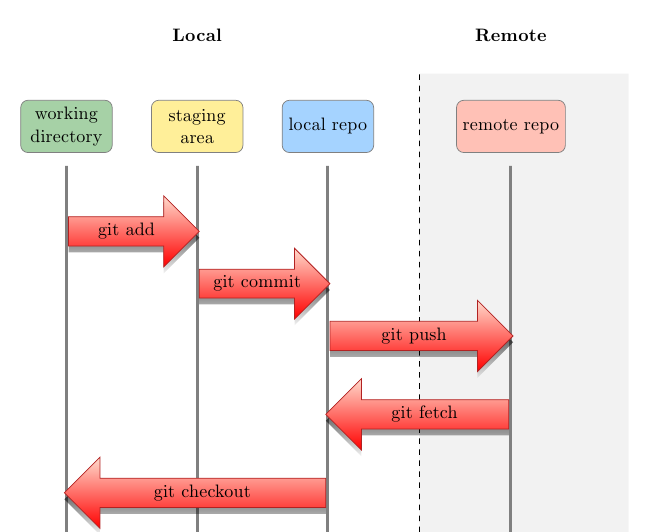 Local
Remote
working
directory
staging
area
local repo
remote repo
git add
git commit
git push
git fetch
git checkout